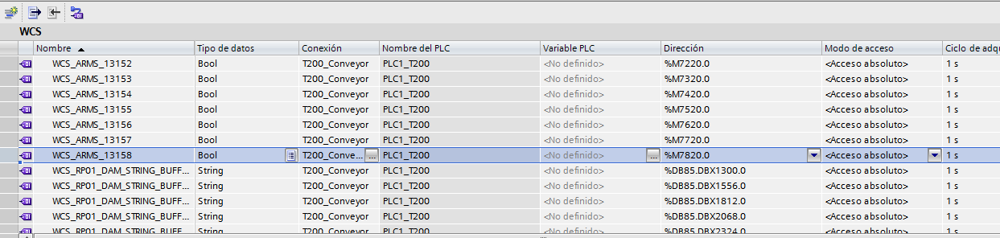 WCS
Nombre Tipo de datos Conexión Nombre del PLC Variable PLC Dirección Modo de acceso Ciclo de adqu
WCS_ARMS_13152 Bool T200_Conveyor PLC1_T200 <No definido> %M7220.0 <Acceso absoluto> 1 s
WCS_ARMS_13153 Bool T200_Conveyor PLC1_T200 <No definido> %M7320.0 <Acceso absoluto> 1 s
WCS_ARMS_13154 Bool T200_Conveyor PLC1_T200 <No definido> %M7420.0 <Acceso absoluto> 1 s
WCS_ARMS_13155 Bool T200_Conveyor PLC1_T200 <No definido> %M7520.0 <Acceso absoluto> 1 s
WCS_ARMS_13156 Bool T200_Conveyor PLC1_T200 <No definido> %M7620.0 <Acceso absoluto> 1 s
WCS_ARMS_13157 Bool T200_Conveyor PLC1_T200 <No definido> %M7720.0 <Acceso absoluto> 1 s
WCS_ARMS_13158 Bool T200_Conve... ... PLC1_T200 <No definido> ... %M7820.0 <Acceso absoluto> 1 s
WCS_RP01_DAM_STRING_BUFF... String T200_Conveyor PLC1_T200 <No definido> %DB85.DBX1300.0 <Acceso absoluto> 1 s
WCS_RP01_DAM_STRING_BUFF... String T200_Conveyor PLC1_T200 <No definido> %DB85.DBX1556.0 <Acceso absoluto> 1 s
WCS_RP01_DAM_STRING_BUFF... String T200_Conveyor PLC1_T200 <No definido> %DB85.DBX1812.0 <Acceso absoluto> 1 s
WCS_RP01_DAM_STRING_BUFF... String T200_Conveyor PLC1_T200 <No definido> %DB85.DBX2068.0 <Acceso absoluto> 1 s
WCS_RP01_DAM_STRING_BUFF... String T200_Conveyor PLC1_T200 <No definido> %DB85.DBX2324.0 <Acceso absoluto> 1 s